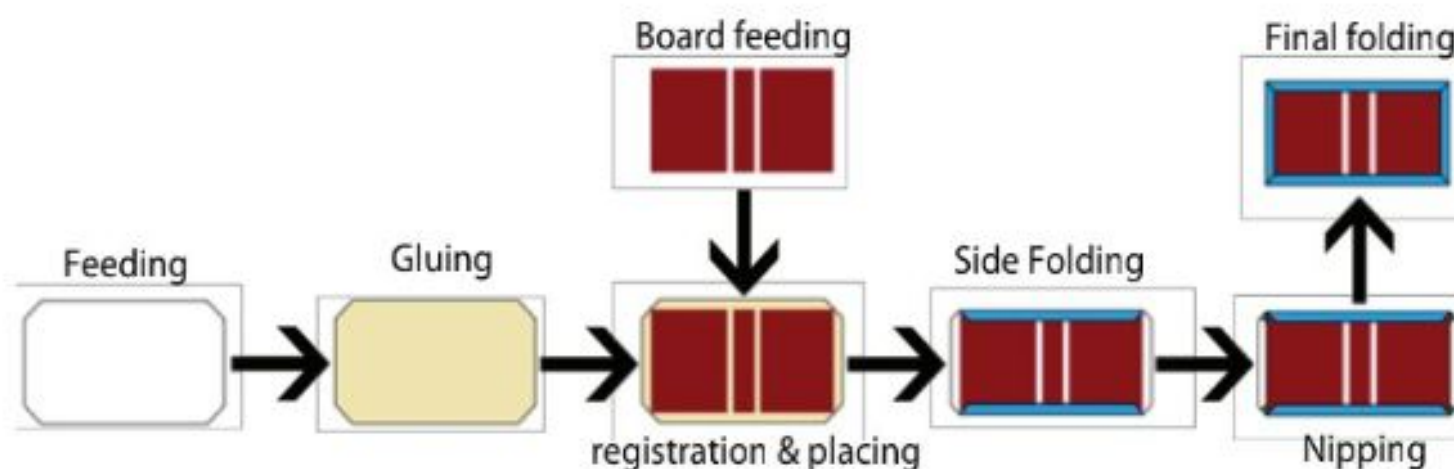 Board feeding
Final folding
Feeding
Gluing
Side Folding
registration & placing
Nipping